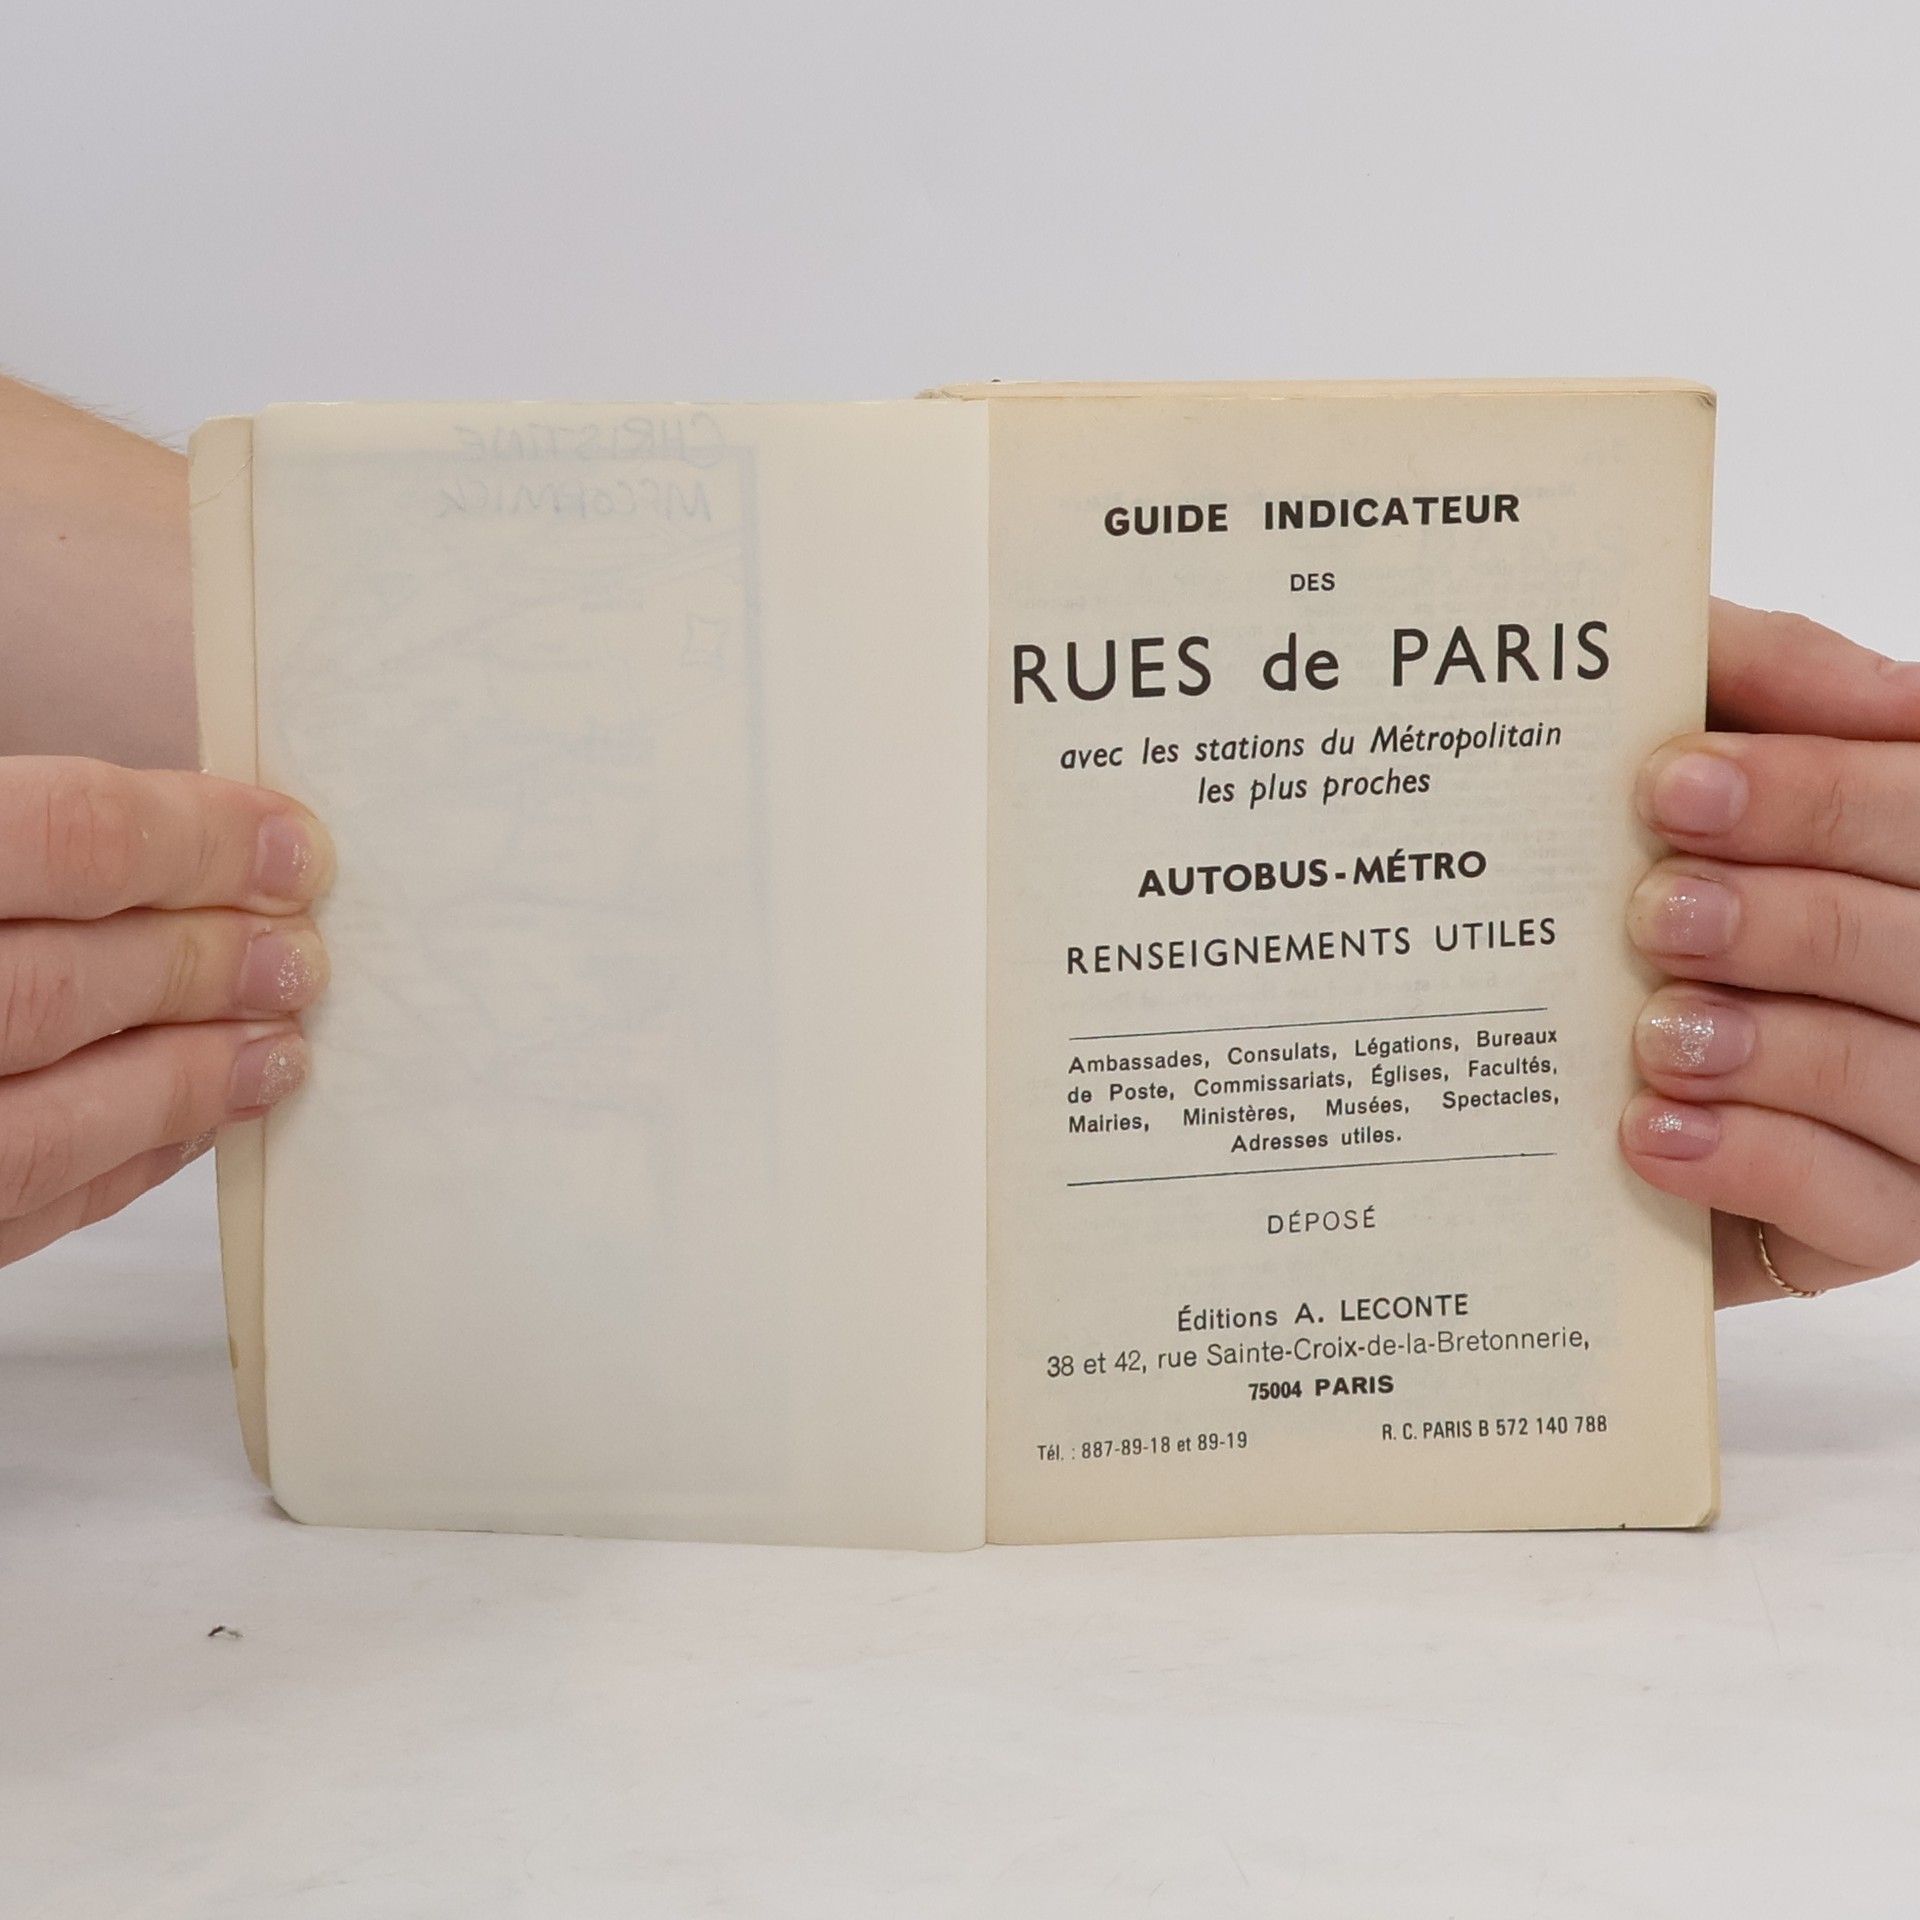 CHRISTINE
MCCORMICK
GUIDE INDICATEUR
DES
RUES de PARIS
avec les stations du Métropolitain
les plus proches
AUTOBUS-MÉTRO
RENSEIGNEMENTS UTILES
Ambassades, Consulats, Légations, Bureaux
de Poste, Commissariats, Églises, Facultés,
Mairies, Ministères, Musées, Spectacles,
Adresses utiles.
DÉPOSÉ
Éditions A. LECONTE
38 et 42, rue Sainte-Croix-de-la-Bretonnerie,
75004 PARIS
Tél. : 887-89-18 et 89-19 R. C. PARIS B 572 140 788